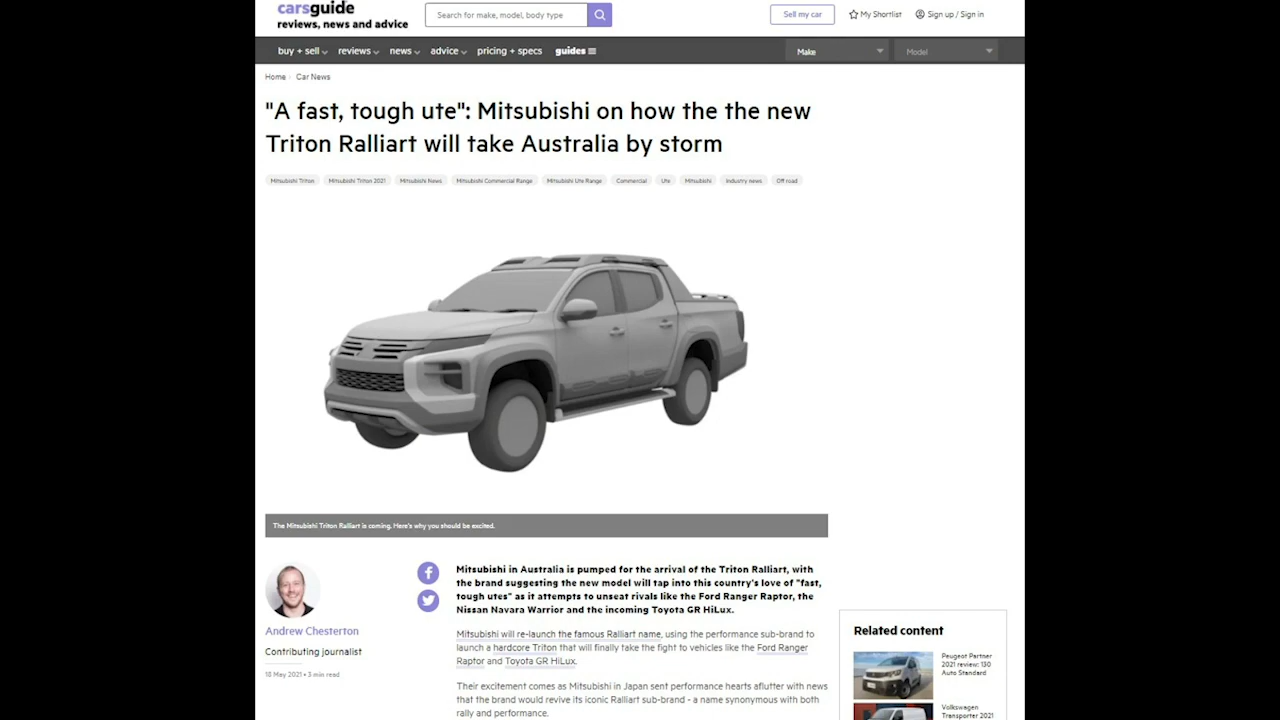 carsguide
reviews, news and advice
Search for make, model, body type
Sell my car
My Shortlist
Sign up / Sign in
buy + sell
reviews
news
advice
pricing + specs
guides
Make
Model
Home
Car News
"A fast, tough ute": Mitsubishi on how the the new
Triton Ralliart will take Australia by storm
Mitsubishi Triton
Mitsubishi Triton 2021
Mitsubishi News
Mitsubishi Commercial Range
Mitsubishi Ute Range
Commercial
Ute
Mitsubishi
Industry news
Off road
The Mitsubishi Triton Ralliart is coming. Here's why you should be excited.
Andrew Chesterton
Contributing journalist
18 May 2021 • 3 min read
Mitsubishi in Australia is pumped for the arrival of the Triton Ralliart, with
the brand suggesting the new model will tap into this country's love of "fast,
tough utes" as it attempts to unseat rivals like the Ford Ranger Raptor, the
Nissan Navara Warrior and the incoming Toyota GR HiLux.
Mitsubishi will re-launch the famous Ralliart name, using the performance sub-brand to
launch a hardcore Triton that will finally take the fight to vehicles like the Ford Ranger
Raptor and Toyota GR HiLux.
Their excitement comes as Mitsubishi in Japan sent performance hearts aflutter with news
that the brand would revive its iconic Ralliart sub-brand - a name synonymous with both
rally and performance.
Related content
Peugeot Partner
2021 review: 130
Auto Standard
Volkswagen
Transporter 2021